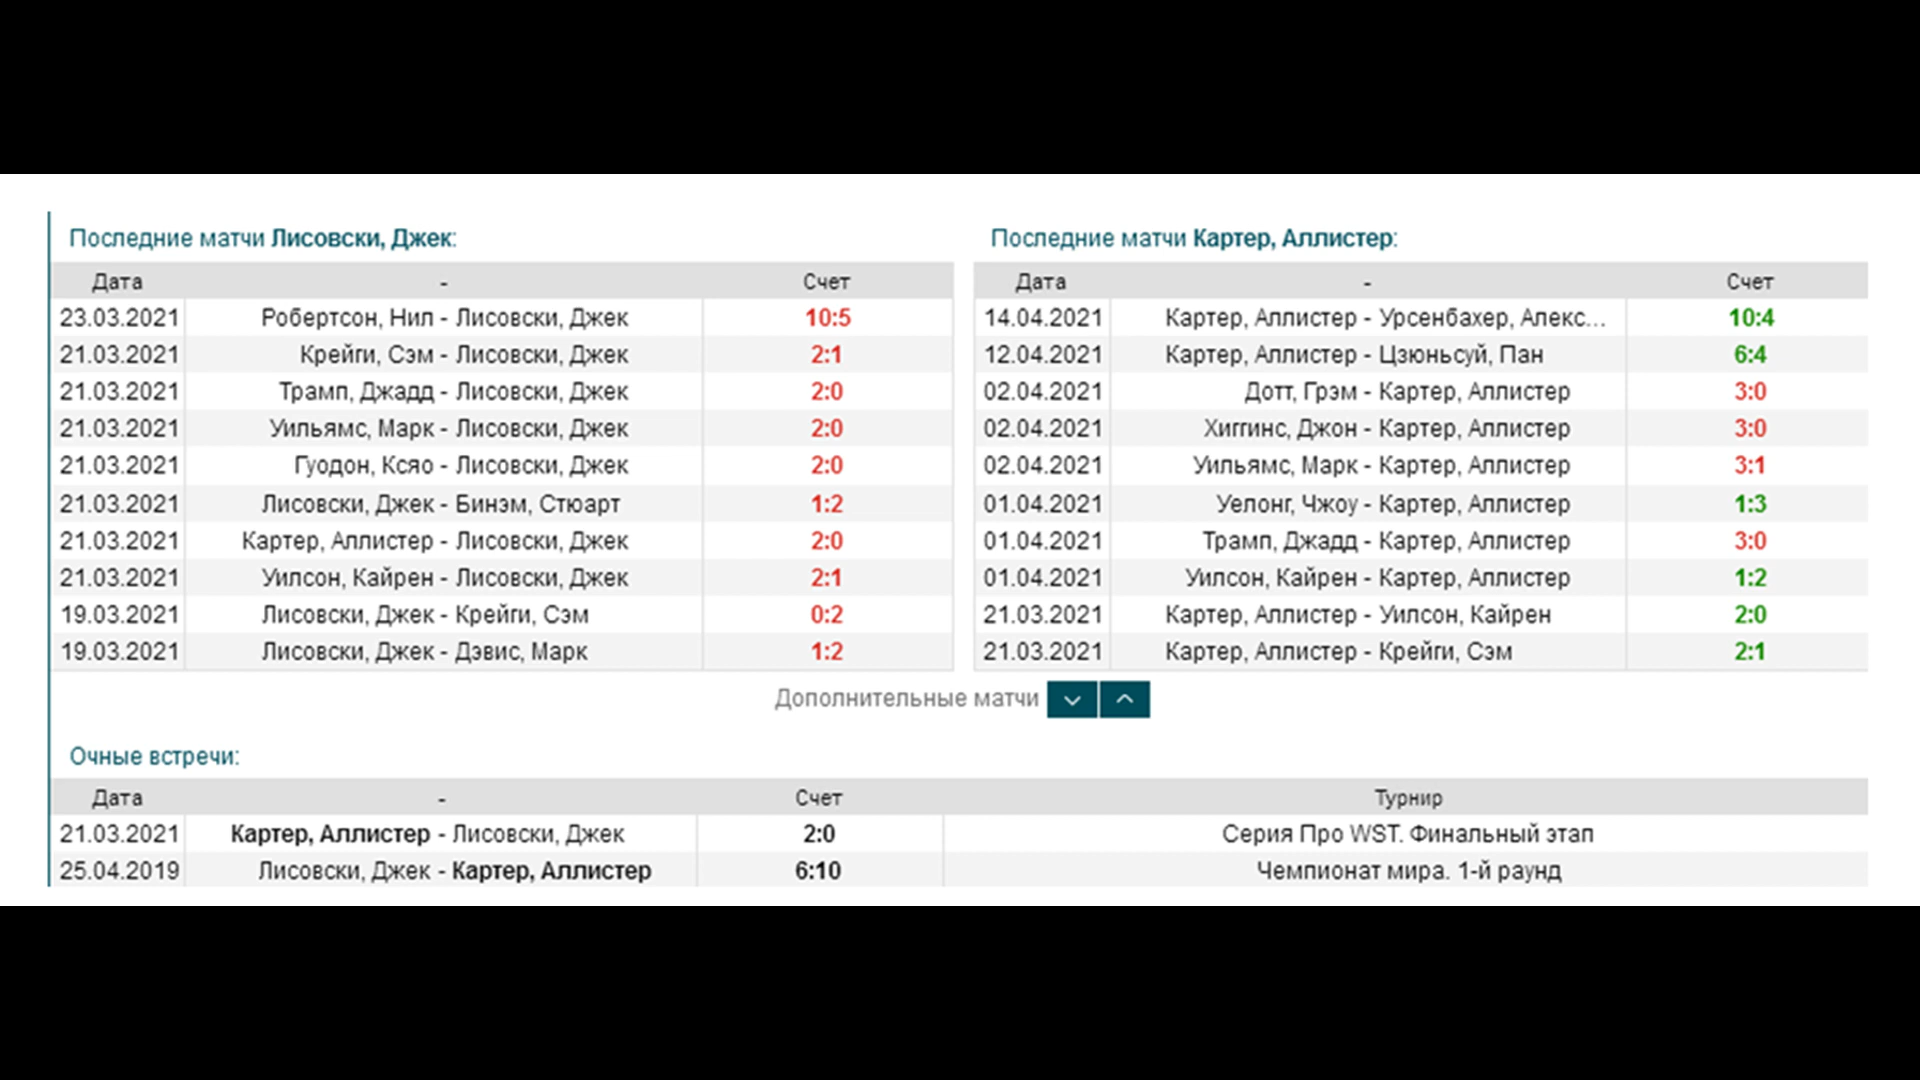 Последние матчи Лисовски, Джек:
Дата - Счет
23.03.2021 Робертсон, Нил - Лисовски, Джек 10:5
21.03.2021 Крейги, Сэм - Лисовски, Джек 2:1
21.03.2021 Трамп, Джадд - Лисовски, Джек 2:0
21.03.2021 Уильямс, Марк - Лисовски, Джек 2:0
21.03.2021 Гуодон, Ксяо - Лисовски, Джек 2:0
21.03.2021 Лисовски, Джек - Бинэм, Стюарт 1:2
21.03.2021 Картер, Аллистер - Лисовски, Джек 2:0
21.03.2021 Уилсон, Кайрен - Лисовски, Джек 2:1
19.03.2021 Лисовски, Джек - Крейги, Сэм 0:2
19.03.2021 Лисовски, Джек - Дэвис, Марк 1:2
Последние матчи Картер, Аллистер:
Дата - Счет
14.04.2021 Картер, Аллистер - Урсенбахер, Алекс... 10:4
12.04.2021 Картер, Аллистер - Цзюньсуй, Пан 6:4
02.04.2021 Дотт, Грэм - Картер, Аллистер 3:0
02.04.2021 Хиггинс, Джон - Картер, Аллистер 3:0
02.04.2021 Уильямс, Марк - Картер, Аллистер 3:1
01.04.2021 Уелонг, Чжоу - Картер, Аллистер 1:3
01.04.2021 Трамп, Джадд - Картер, Аллистер 3:0
01.04.2021 Уилсон, Кайрен - Картер, Аллистер 1:2
21.03.2021 Картер, Аллистер - Уилсон, Кайрен 2:0
21.03.2021 Картер, Аллистер - Крейги, Сэм 2:1
Дополнительные матчи
Очные встречи:
Дата - Счет Турнир
21.03.2021 Картер, Аллистер - Лисовски, Джек 2:0 Серия Про WST. Финальный этап
25.04.2019 Лисовски, Джек - Картер, Аллистер 6:10 Чемпионат мира. 1-й раунд